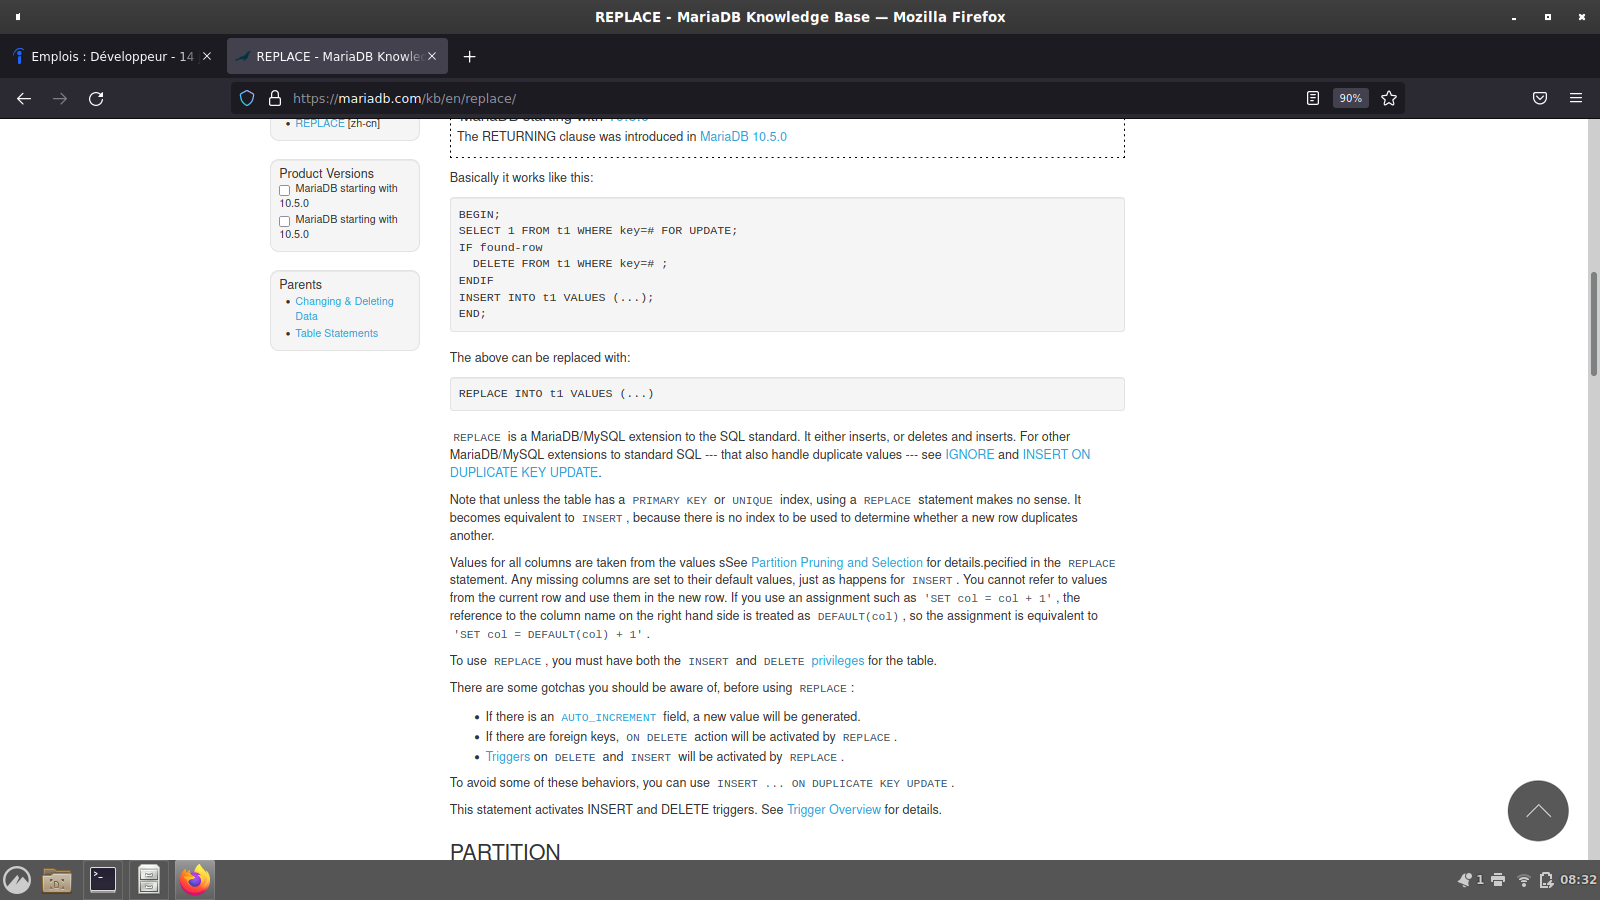 REPLACE - MariaDB Knowledge Base — Mozilla Firefox
Emplois : Développeur - 14
REPLACE - MariaDB Knowle
https://mariadb.com/kb/en/replace/
90%
REPLACE [zh-cn]
Product Versions
MariaDB starting with
10.5.0
MariaDB starting with
10.5.0
Parents
Changing & Deleting
Data
Table Statements
MariaDB starting with 10.5.0
The RETURNING clause was introduced in MariaDB 10.5.0
Basically it works like this:
BEGIN;
SELECT 1 FROM t1 WHERE key=# FOR UPDATE;
IF found-row
  DELETE FROM t1 WHERE key=# ;
ENDIF
INSERT INTO t1 VALUES (...);
END;
The above can be replaced with:
REPLACE INTO t1 VALUES (...)
REPLACE is a MariaDB/MySQL extension to the SQL standard. It either inserts, or deletes and inserts. For other
MariaDB/MySQL extensions to standard SQL --- that also handle duplicate values --- see IGNORE and INSERT ON
DUPLICATE KEY UPDATE.
Note that unless the table has a PRIMARY KEY or UNIQUE index, using a REPLACE statement makes no sense. It
becomes equivalent to INSERT, because there is no index to be used to determine whether a new row duplicates
another.
Values for all columns are taken from the values sSee Partition Pruning and Selection for details.pecified in the REPLACE
statement. Any missing columns are set to their default values, just as happens for INSERT. You cannot refer to values
from the current row and use them in the new row. If you use an assignment such as 'SET col = col + 1', the
reference to the column name on the right hand side is treated as DEFAULT(col), so the assignment is equivalent to
'SET col = DEFAULT(col) + 1'.
To use REPLACE, you must have both the INSERT and DELETE privileges for the table.
There are some gotchas you should be aware of, before using REPLACE:
If there is an AUTO_INCREMENT field, a new value will be generated.
If there are foreign keys, ON DELETE action will be activated by REPLACE.
Triggers on DELETE and INSERT will be activated by REPLACE.
To avoid some of these behaviors, you can use INSERT ... ON DUPLICATE KEY UPDATE.
This statement activates INSERT and DELETE triggers. See Trigger Overview for details.
PARTITION
1
08:32